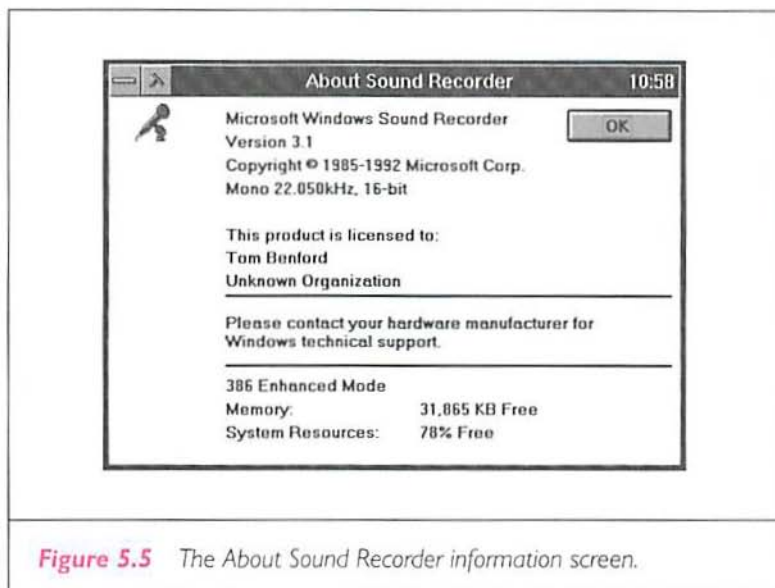 About Sound Recorder 10:58
Microsoft Windows Sound Recorder
OK
Version 3.1
Copyright © 1985-1992 Microsoft Corp.
Mono 22.050kHz, 16-bit
This product is licensed to:
Tom Benford
Unknown Organization
Please contact your hardware manufacturer for
Windows technical support.
386 Enhanced Mode
Memory: 31,865 KB Free
System Resources: 78% Free
Figure 5.5 The About Sound Recorder information screen.